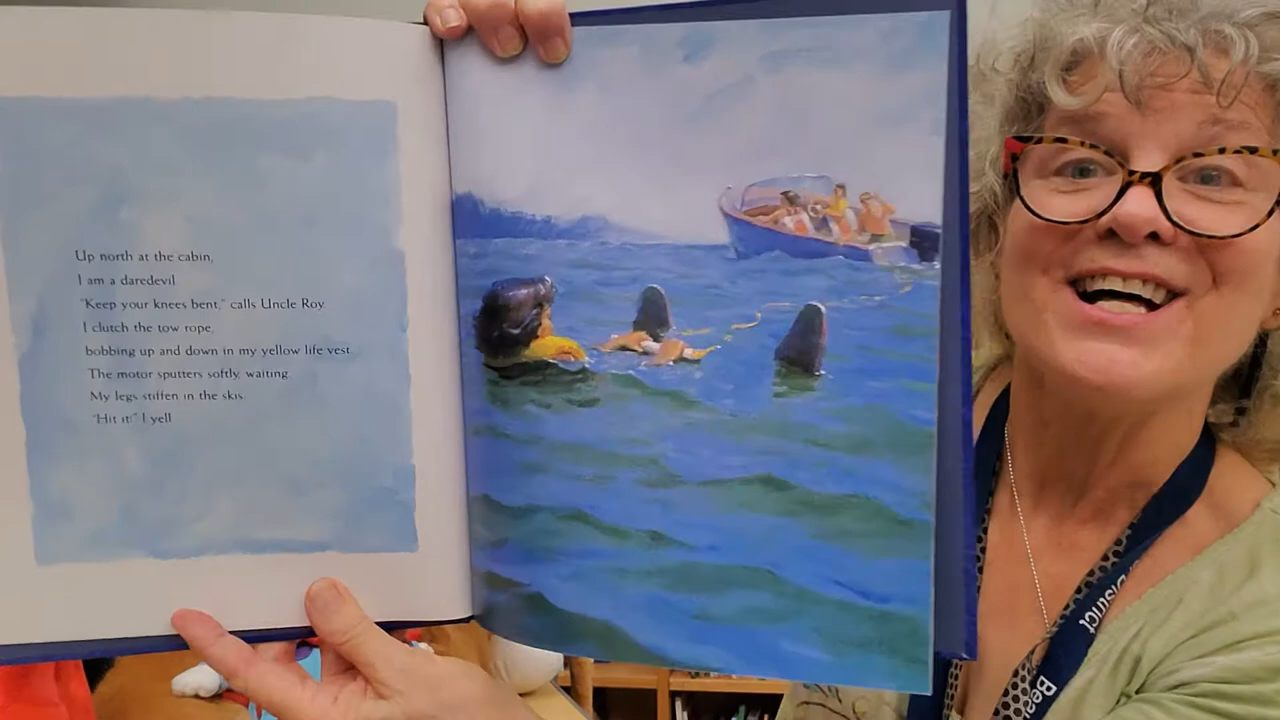 Up north at the cabin,
I am a daredevil.
"Keep your knees bent," calls Uncle Roy.
I clutch the tow rope,
bobbing up and down in my yellow life vest.
The motor sputters softly, waiting.
My legs stiffen in the skis.
"Hit it!" I yell
District